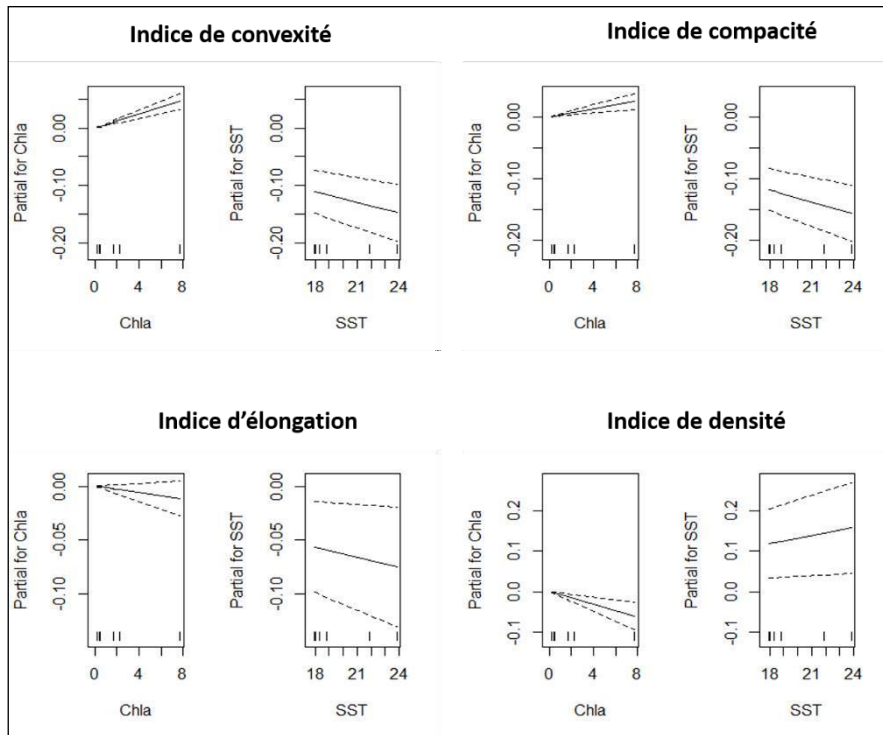 Indice de convexité
Partial for Chla
0.00
-0.10
-0.20
0 4 8
Chla
Partial for SST
0.00
-0.10
-0.20
18 21 24
SST
Indice de compacité
Partial for Chla
0.00
-0.10
-0.20
0 4 8
Chla
Partial for SST
0.00
-0.10
-0.20
18 21 24
SST
Indice d’élongation
Partial for Chla
0.00
-0.05
-0.10
0 4 8
Chla
Partial for SST
0.00
-0.05
-0.10
18 21 24
SST
Indice de densité
Partial for Chla
0.2
0.1
0.0
-0.1
0 4 8
Chla
Partial for SST
0.2
0.1
0.0
-0.1
18 21 24
SST